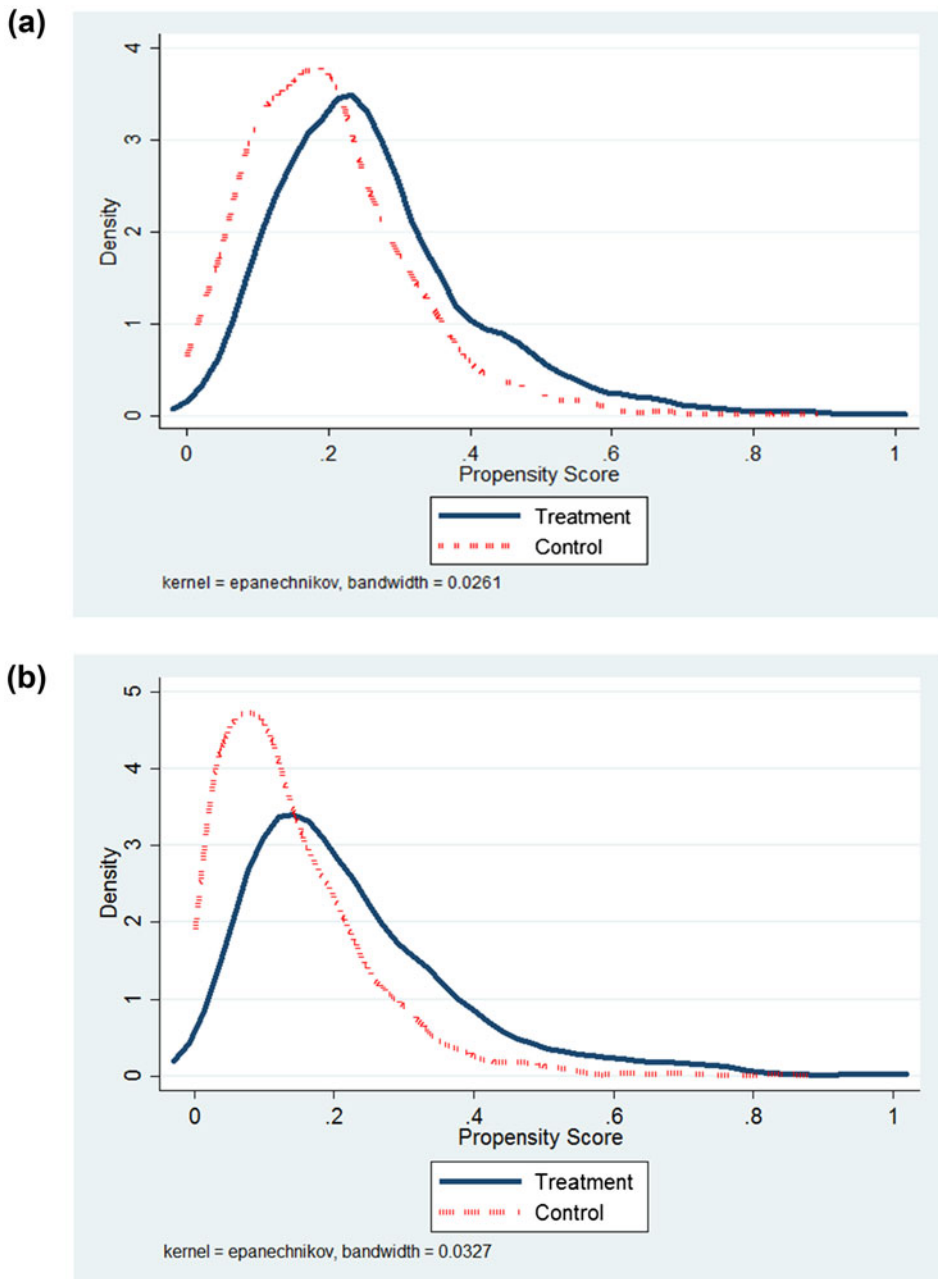 (a)
4
3
2
1
0
Density
0 .2 .4 .6 .8 1
Propensity Score
Treatment
Control
kernel = epanechnikov, bandwidth = 0.0261
(b)
5
4
3
2
1
0
Density
0 .2 .4 .6 .8 1
Propensity Score
Treatment
Control
kernel = epanechnikov, bandwidth = 0.0327